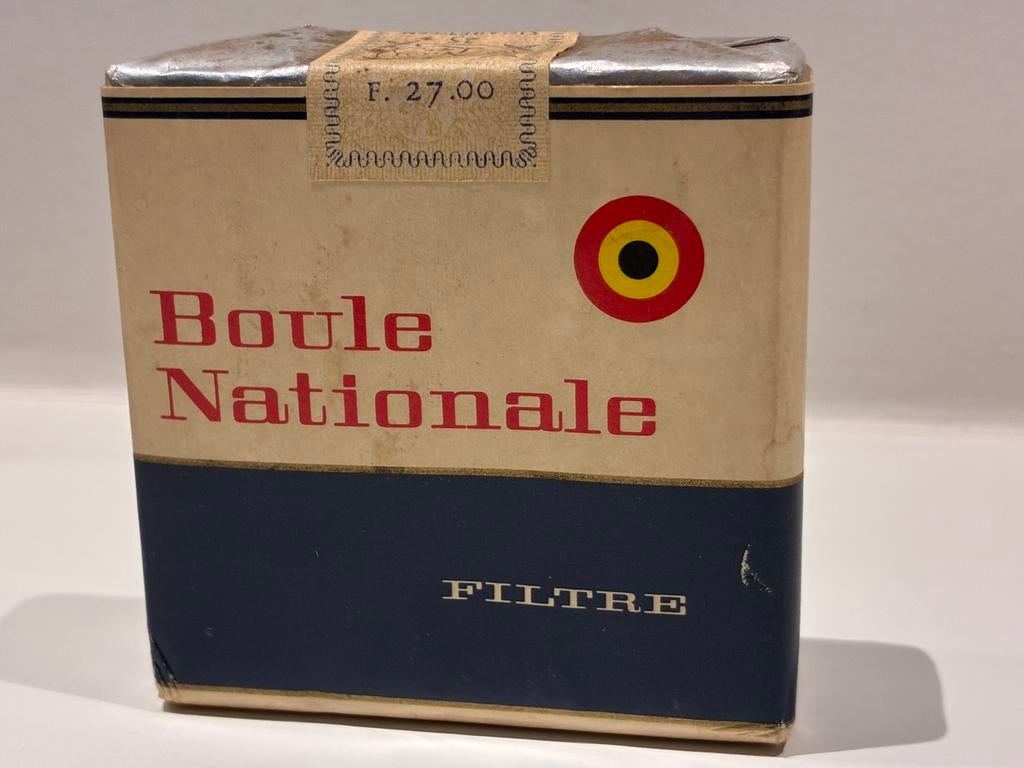 F. 27.00
Boule
Nationale
FILTRE